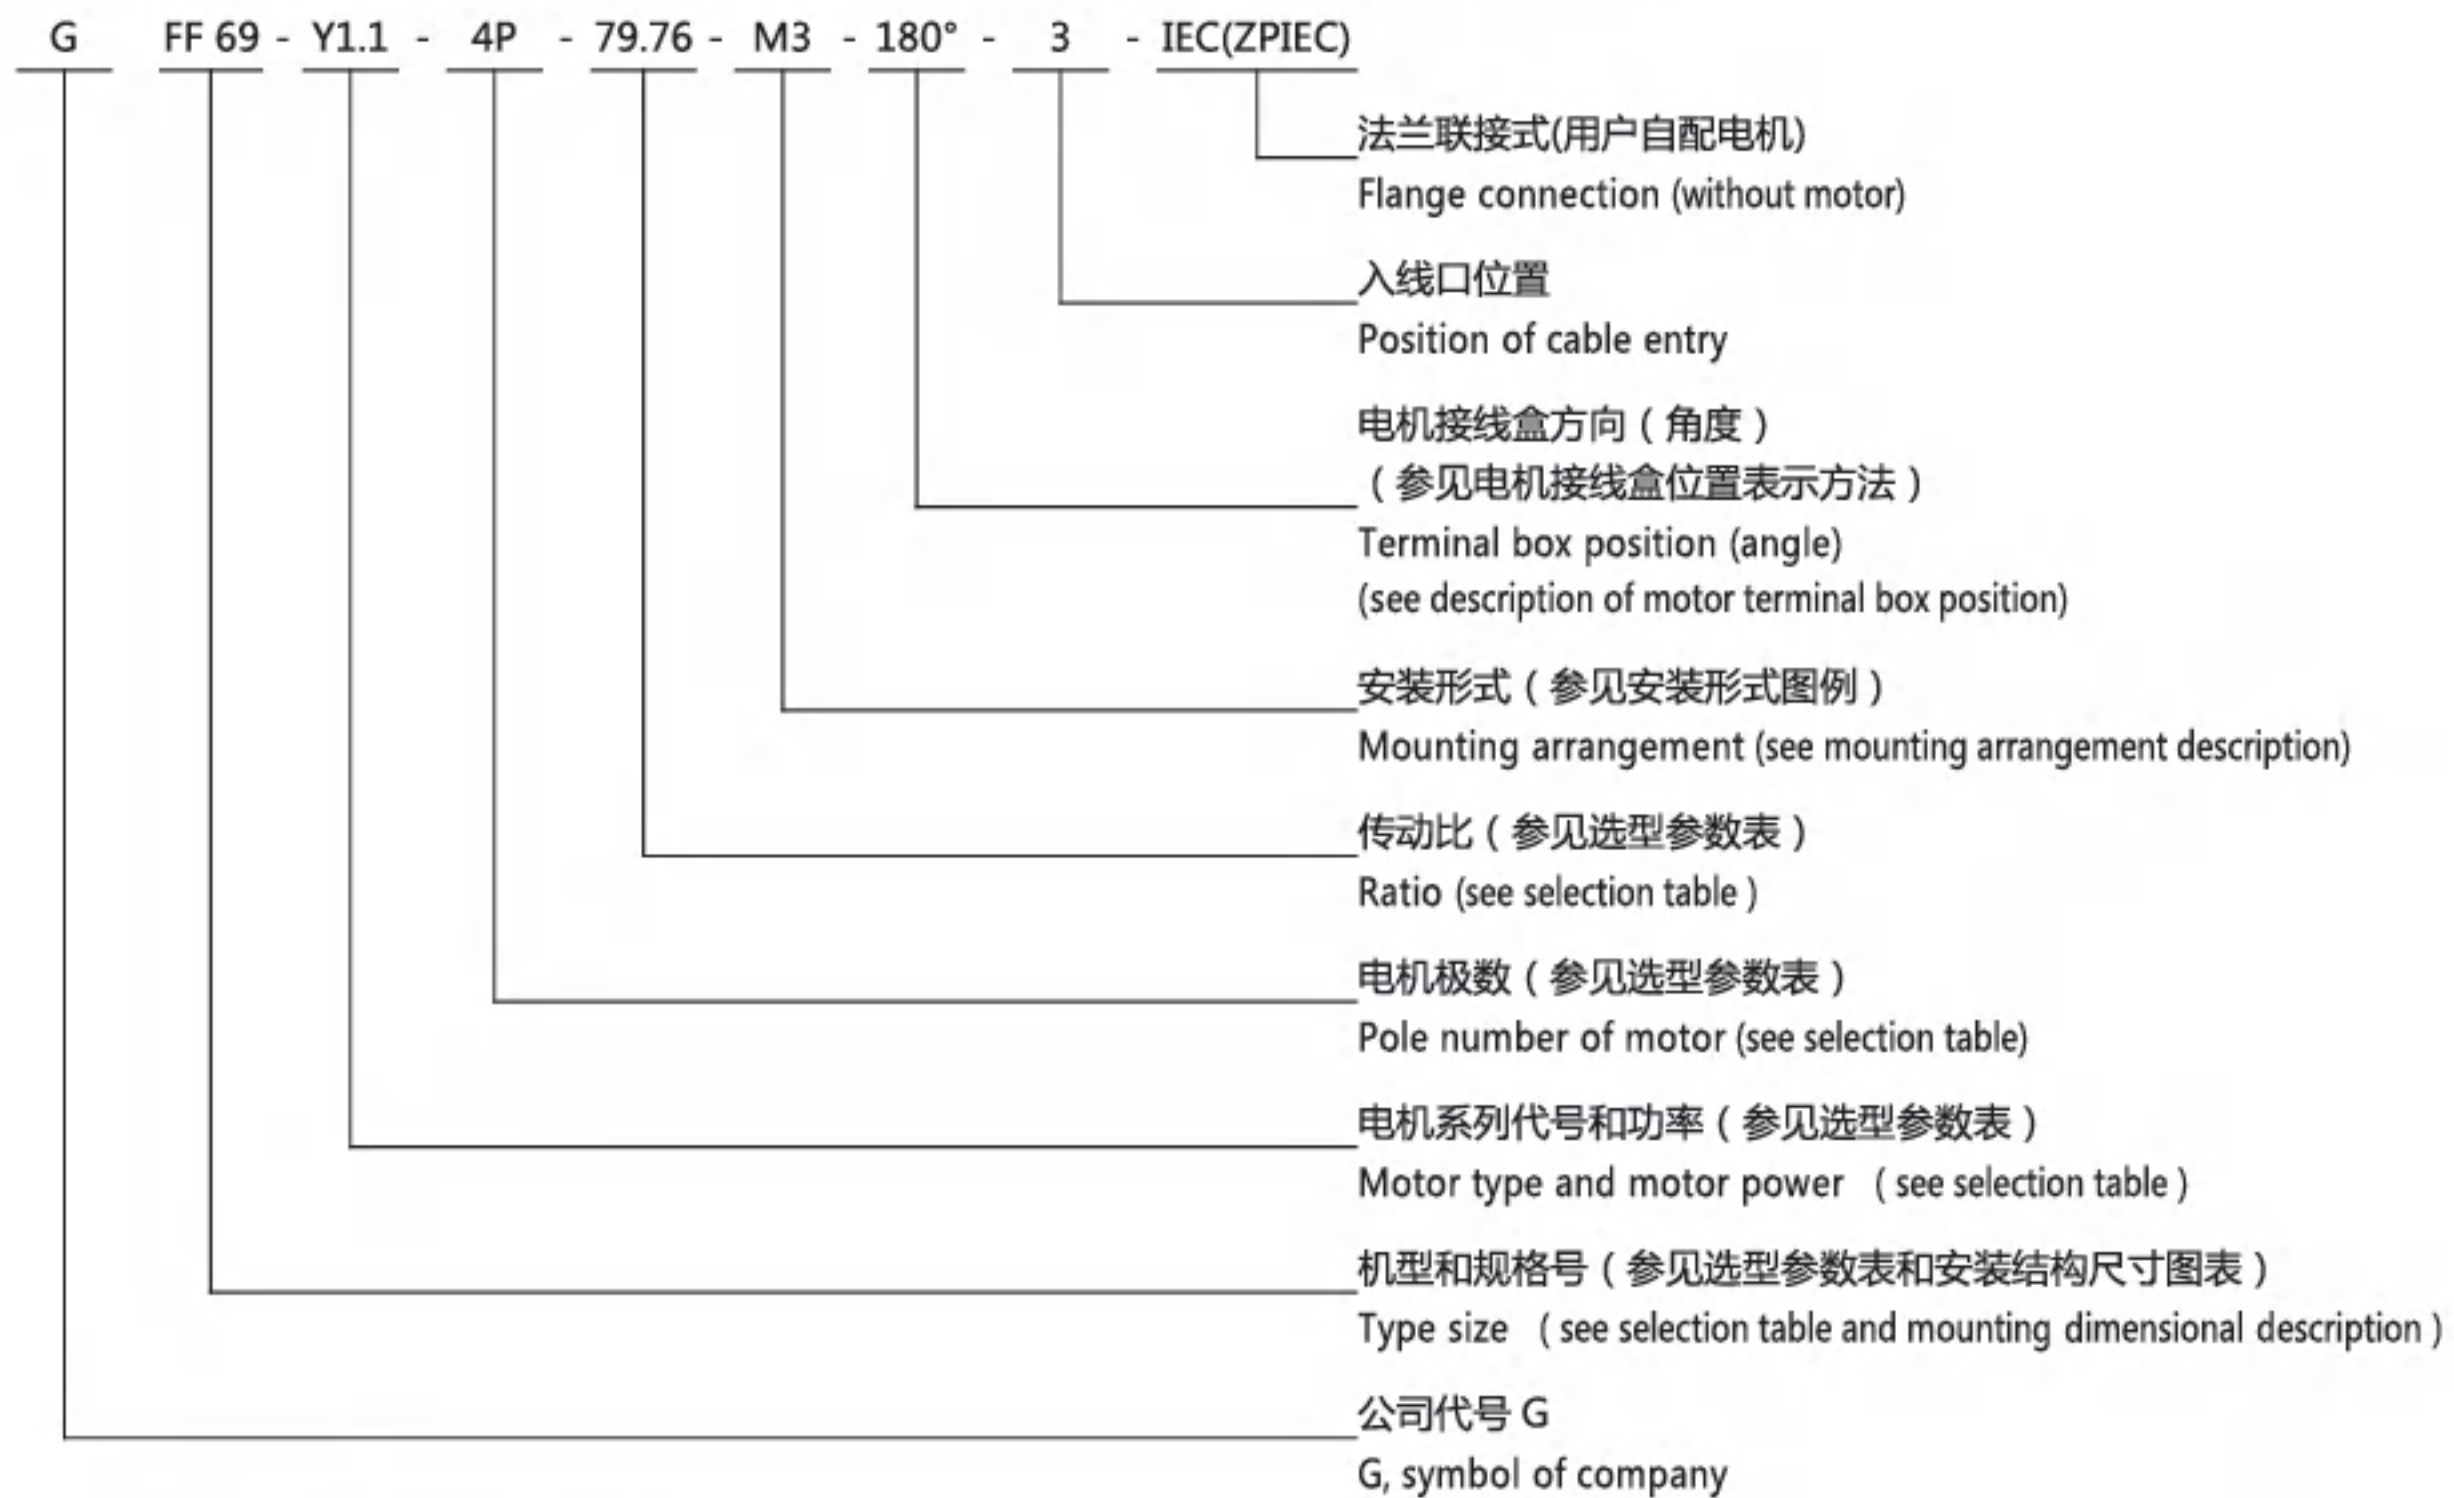 G FF 69 - Y1.1 - 4P - 79.76 - M3 - 180° - 3 - IEC(ZPIEC)
法兰联接式(用户自配电机)
Flange connection (without motor)
入线口位置
Position of cable entry
电机接线盒方向（角度）
（参见电机接线盒位置表示方法）
Terminal box position (angle)
(see description of motor terminal box position)
安装形式（参见安装形式图例）
Mounting arrangement (see mounting arrangement description)
传动比（参见选型参数表）
Ratio (see selection table )
电机极数（参见选型参数表）
Pole number of motor (see selection table)
电机系列代号和功率（参见选型参数表）
Motor type and motor power ( see selection table )
机型和规格号（参见选型参数表和安装结构尺寸图表）
Type size ( see selection table and mounting dimensional description )
公司代号 G
G, symbol of company